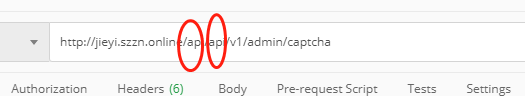 http://jieyi.szzn.online/api/api/v1/admin/captcha
Authorization Headers (6) Body Pre-request Script Tests Settings